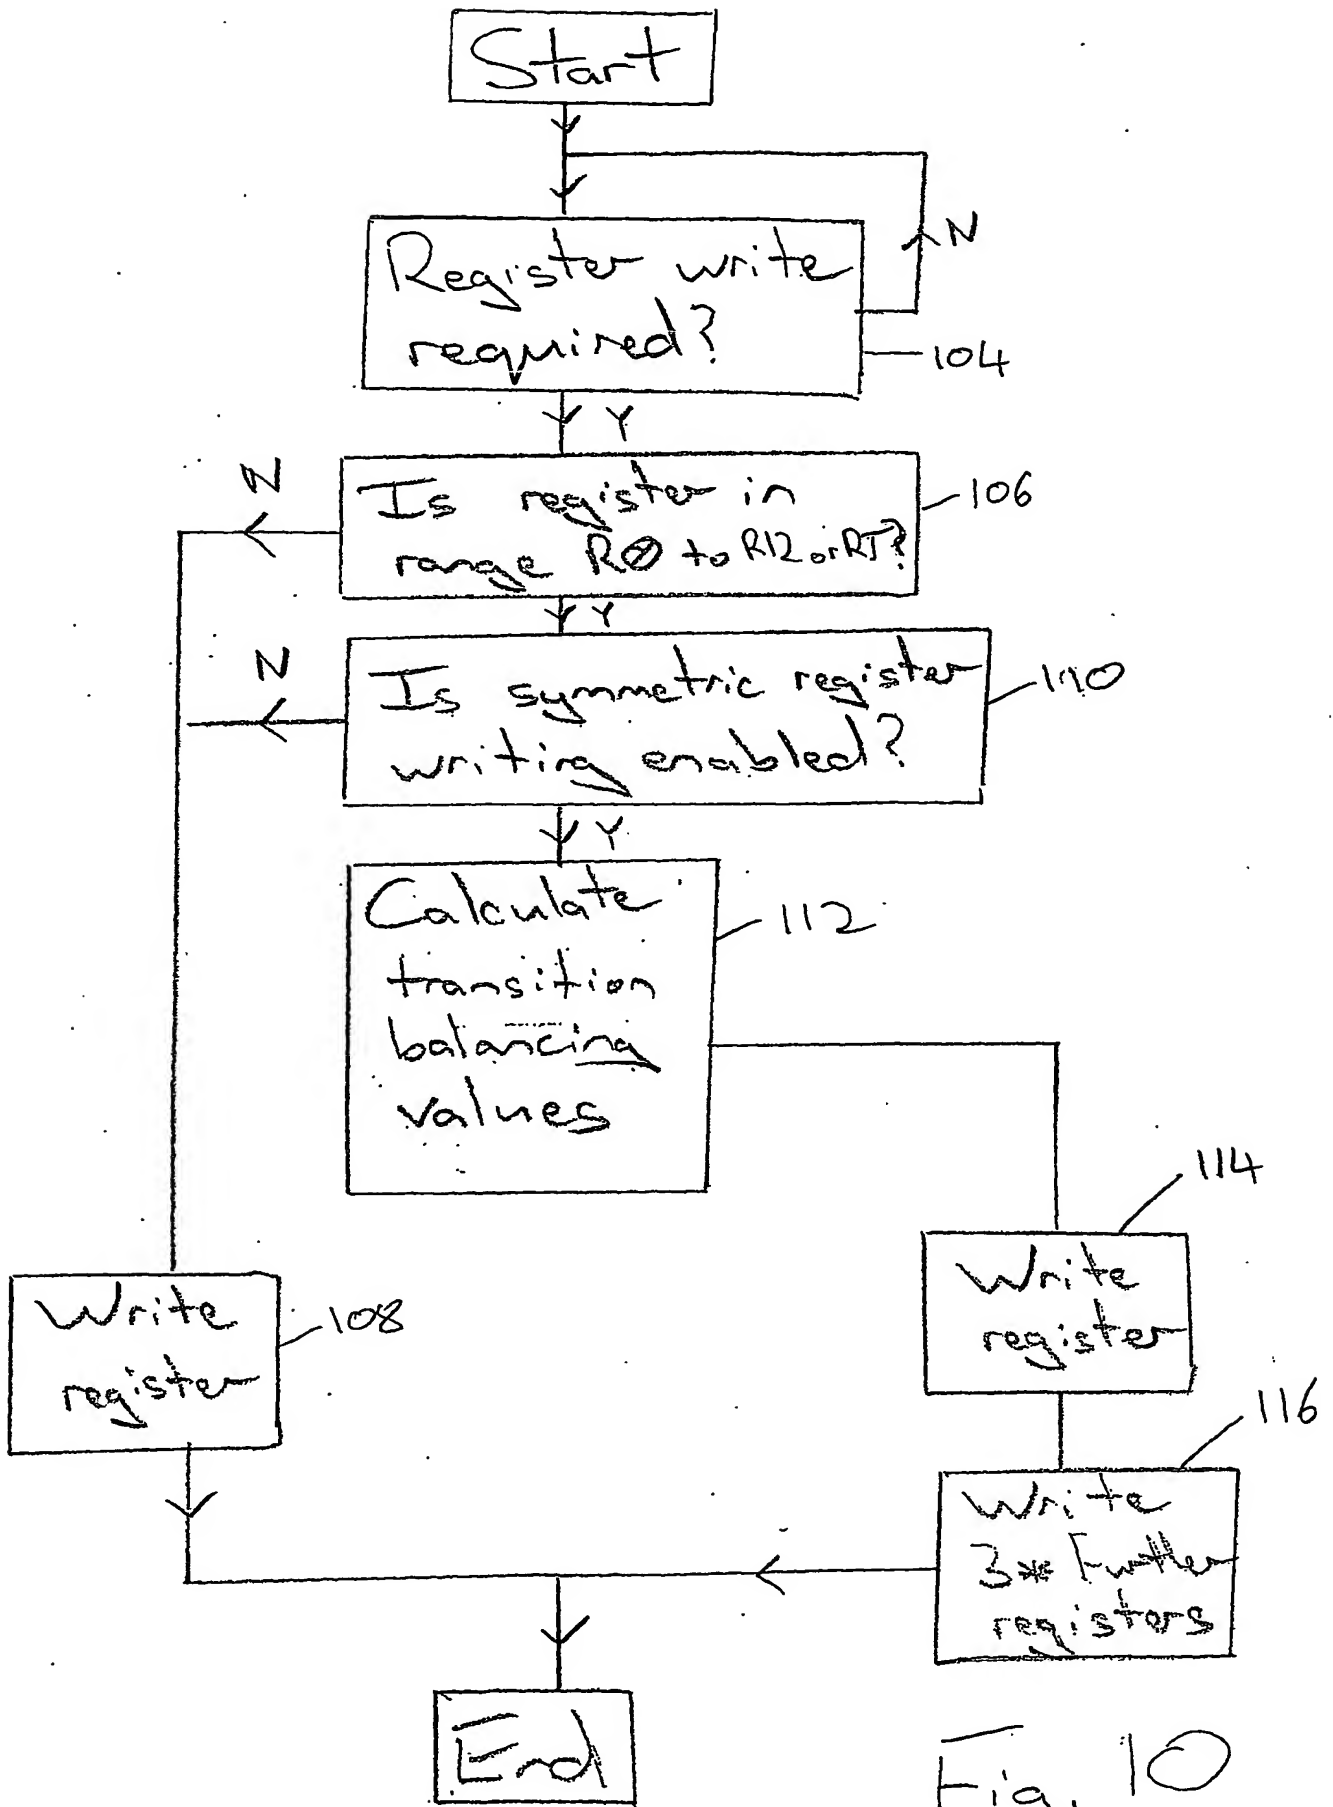 Start
N
Register write
required?
104
Y
N
Is register in
106
range RØ to R12 or RT?
Y
N
Is symmetric register
110
writing enabled?
Y
Calculate
112
transition
balancing
values
114
Write
register
Write
register
108
116
Write
3* Further
registers
End
Fig. 10